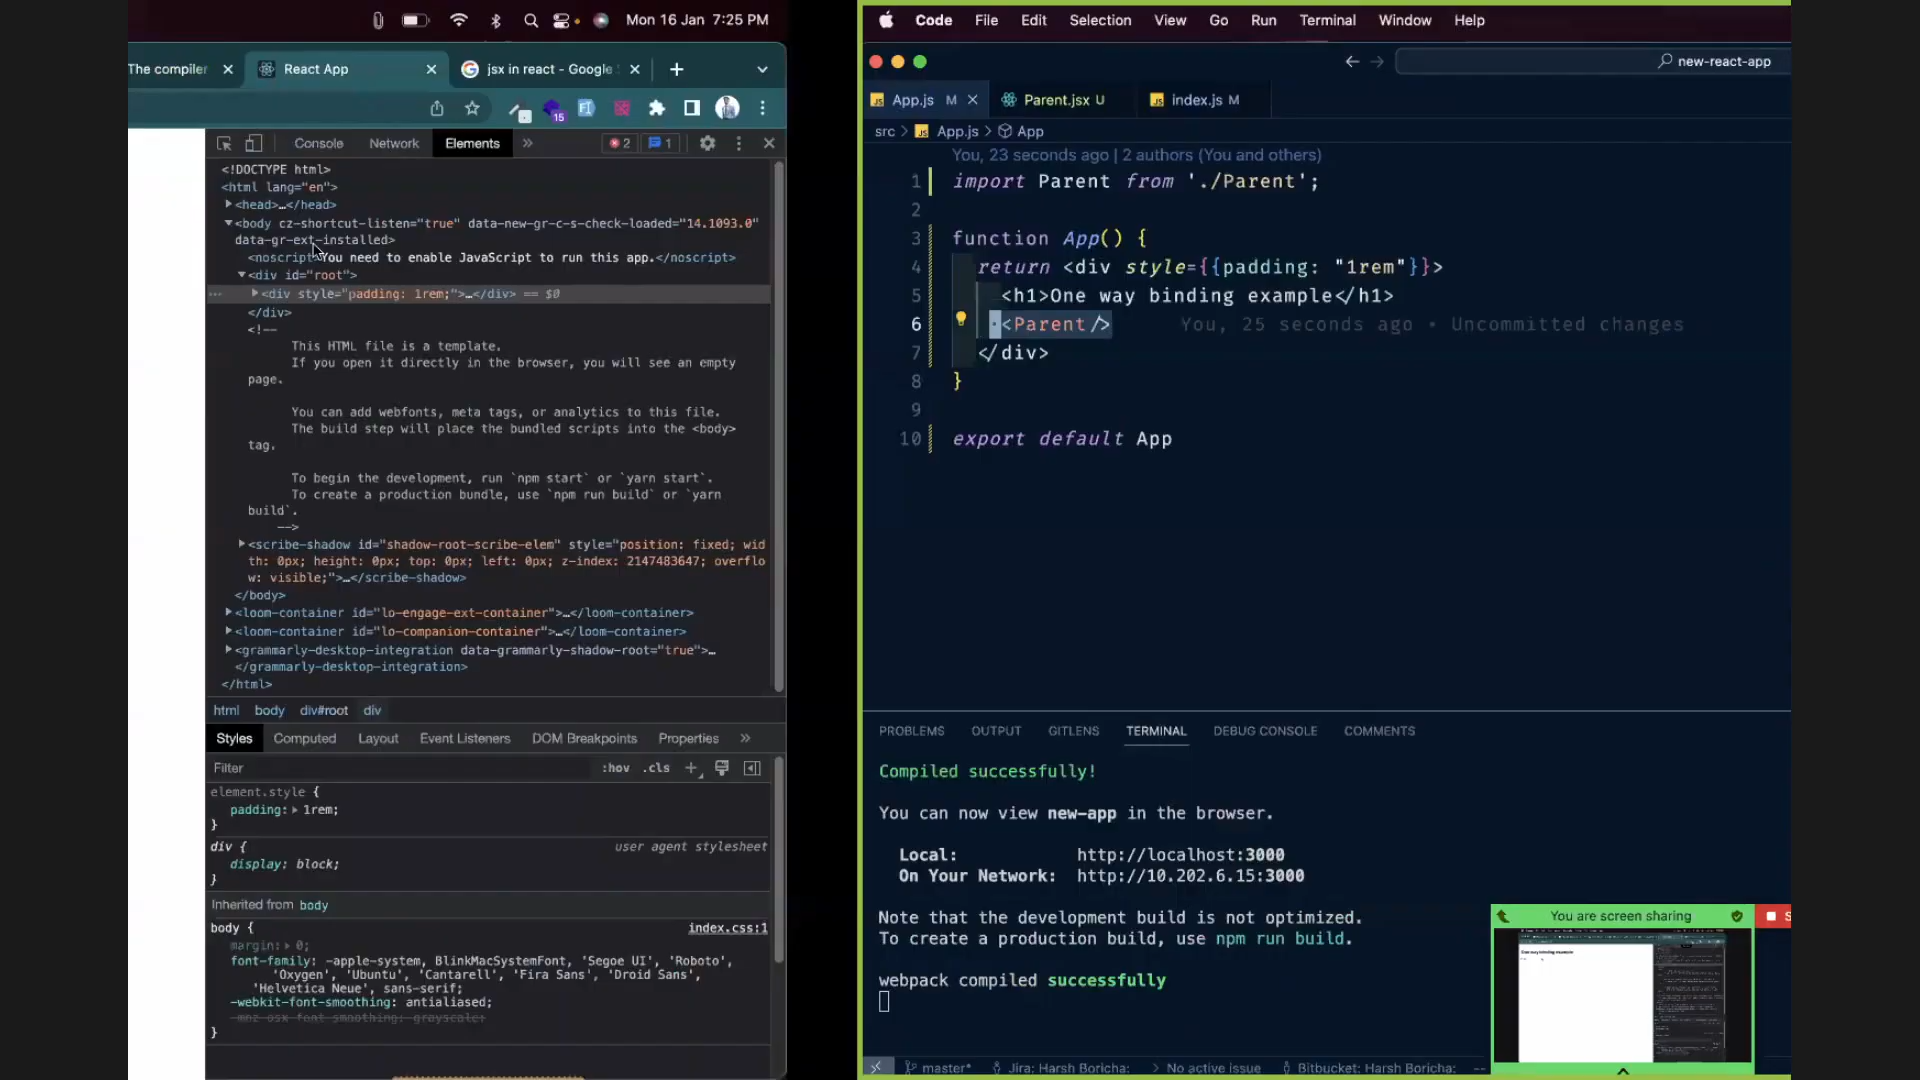 Mon 16 Jan 7:25 PM
The compiler
React App
jsx in react - Google
15
Console
Network
Elements
2
1
<!DOCTYPE html>
<html lang="en">
<head>…</head>
<body cz-shortcut-listen="true" data-new-gr-c-s-check-loaded="14.1093.0"
data-gr-ext-installed>
<noscript>You need to enable JavaScript to run this app.</noscript>
<div id="root">
<div style="padding: 1rem;">…</div> == $0
</div>
<!--
This HTML file is a template.
If you open it directly in the browser, you will see an empty
page.
You can add webfonts, meta tags, or analytics to this file.
The build step will place the bundled scripts into the <body>
tag.
To begin the development, run `npm start` or `yarn start`.
To create a production bundle, use `npm run build` or `yarn
build`.
-->
<scribe-shadow id="shadow-root-scribe-elem" style="position: fixed; wid
th: 0px; height: 0px; top: 0px; left: 0px; z-index: 2147483647; overflo
w: visible;">…</scribe-shadow>
</body>
<loom-container id="lo-engage-ext-container">…</loom-container>
<loom-container id="lo-companion-container">…</loom-container>
<grammarly-desktop-integration data-grammarly-shadow-root="true">…
</grammarly-desktop-integration>
</html>
html body div#root div
Styles
Computed
Layout
Event Listeners
DOM Breakpoints
Properties
Filter
:hov .cls
element.style {
padding: 1rem;
}
div {
user agent stylesheet
display: block;
}
Inherited from body
body {
index.css:1
margin: 0;
font-family: -apple-system, BlinkMacSystemFont, 'Segoe UI', 'Roboto',
'Oxygen', 'Ubuntu', 'Cantarell', 'Fira Sans', 'Droid Sans',
'Helvetica Neue', sans-serif;
-webkit-font-smoothing: antialiased;
-moz-osx-font-smoothing: grayscale;
}
Code File Edit Selection View Go Run Terminal Window Help
new-react-app
JS App.js M
Parent.jsx U
JS index.js M
src > JS App.js > App
You, 23 seconds ago | 2 authors (You and others)
1 import Parent from './Parent';
2
3 function App() {
4 return <div style={{padding: "1rem"}}>
5 <h1>One way binding example</h1>
6 <Parent/> You, 25 seconds ago • Uncommitted changes
7 </div>
8 }
9
10 export default App
PROBLEMS OUTPUT GITLENS TERMINAL DEBUG CONSOLE COMMENTS
Compiled successfully!
You can now view new-app in the browser.
Local: http://localhost:3000
On Your Network: http://10.202.6.15:3000
Note that the development build is not optimized.
To create a production build, use npm run build.
webpack compiled successfully
You are screen sharing
S
master* Jira: Harsh Boricha: > No active issue Bitbucket: Harsh Boricha: --